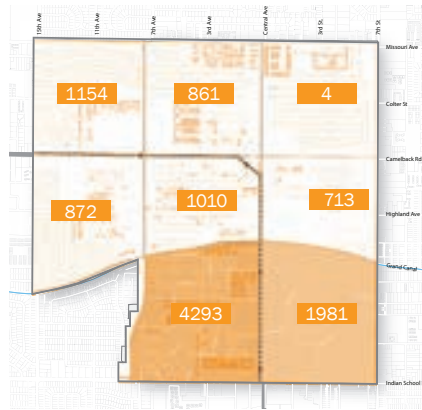 15th Ave
11th Ave
7th Ave
3rd Ave
Central Ave
3rd St.
7th St
Missouri Ave
1154
861
4
Colter St
Camelback Rd
872
1010
713
Highland Ave
Grand Canal
4293
1981
Indian School